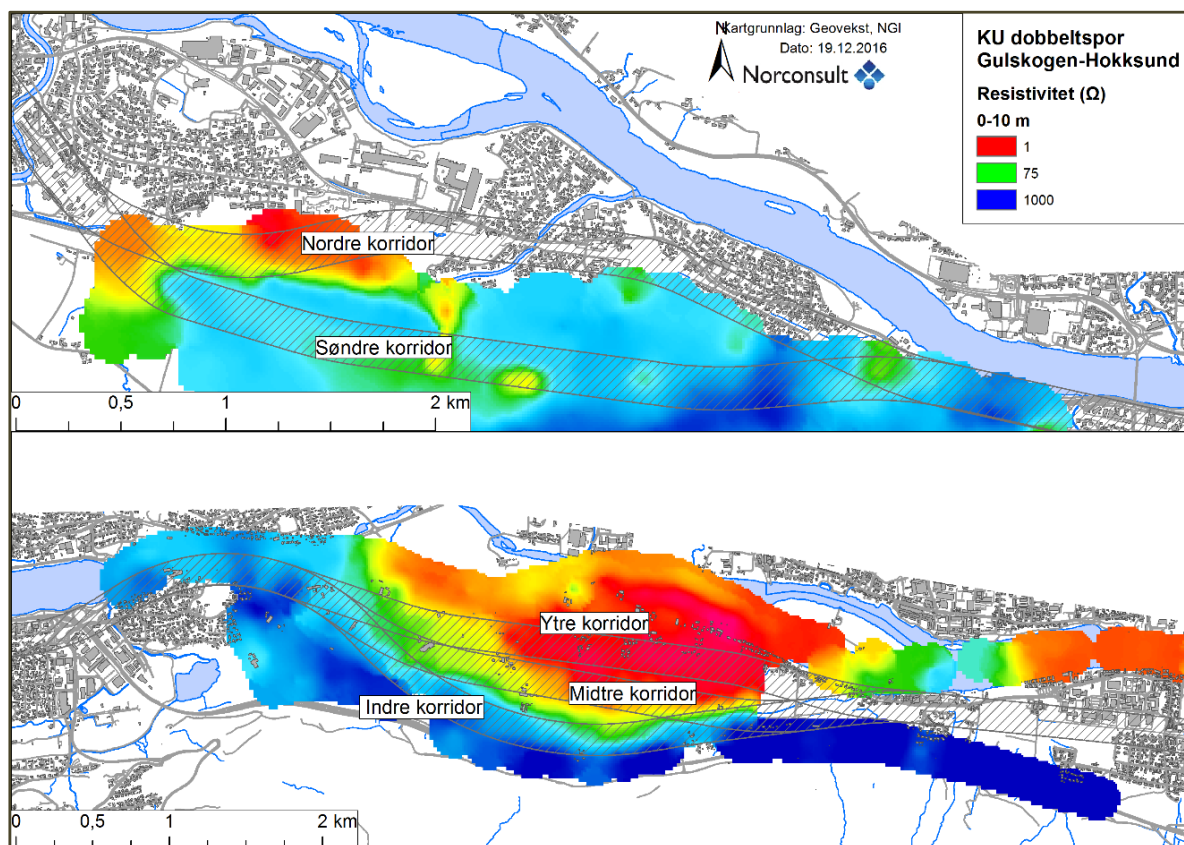 N
Kartgrunnlag: Geovekst, NGI
Dato: 19.12.2016
Norconsult
KU dobbeltspor
Gulskogen-Hokksund
Resistivitet (Ω)
0-10 m
1
75
1000
Nordre korridor
Søndre korridor
0 0,5 1 2 km
Ytre korridor
Midtre korridor
Indre korridor
0 0,5 1 2 km